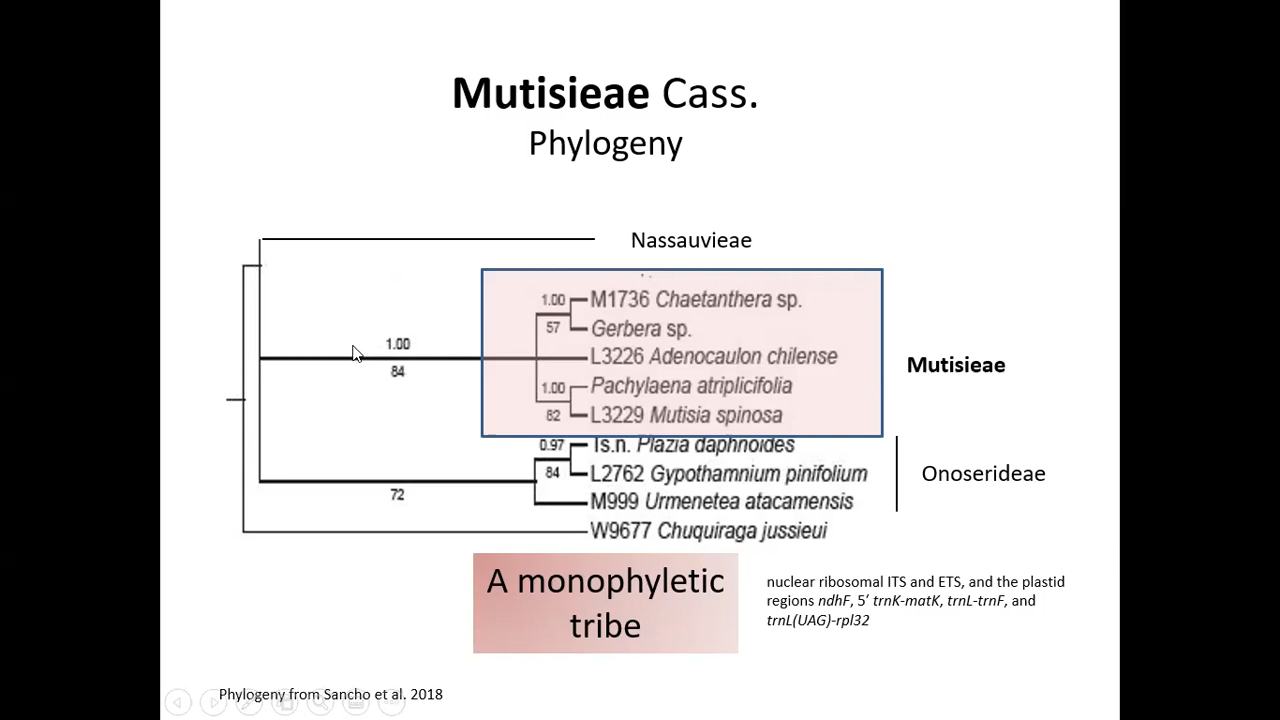 Mutisieae Cass.
Phylogeny
Nassauvieae
1.00
M1736 Chaetanthera sp.
57
Gerbera sp.
1.00
84
L3226 Adenocaulon chilense
Mutisieae
1.00
Pachylaena atriplicifolia
62
L3229 Mutisia spinosa
0.97
Ts.n. Plazia daphnoides
84
L2762 Gypothamnium pinifolium
Onoserideae
72
M999 Urmenetea atacamensis
W9677 Chuquiraga jussieui
A monophyletic
tribe
nuclear ribosomal ITS and ETS, and the plastid
regions ndhF, 5′ trnK-matK, trnL-trnF, and
trnL(UAG)-rpl32
Phylogeny from Sancho et al. 2018